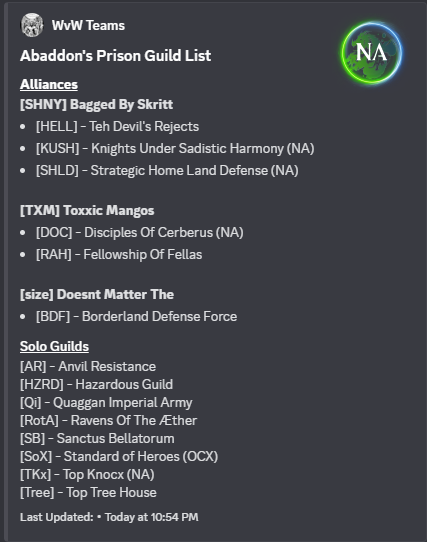 WvW Teams
Abaddon's Prison Guild List
NA
Alliances
[SHNY] Bagged By Skritt
• [HELL] - Teh Devil's Rejects
• [KUSH] - Knights Under Sadistic Harmony (NA)
• [SHLD] - Strategic Home Land Defense (NA)
[TXM] Toxxic Mangos
• [DOC] - Disciples Of Cerberus (NA)
• [RAH] - Fellowship Of Fellas
[size] Doesnt Matter The
• [BDF] - Borderland Defense Force
Solo Guilds
[AR] - Anvil Resistance
[HZRD] - Hazardous Guild
[Qi] - Quaggan Imperial Army
[RotA] - Ravens Of The Æther
[SB] - Sanctus Bellatorum
[SoX] - Standard of Heroes (OCX)
[TKx] - Top Knocx (NA)
[Tree] - Top Tree House
Last Updated: • Today at 10:54 PM